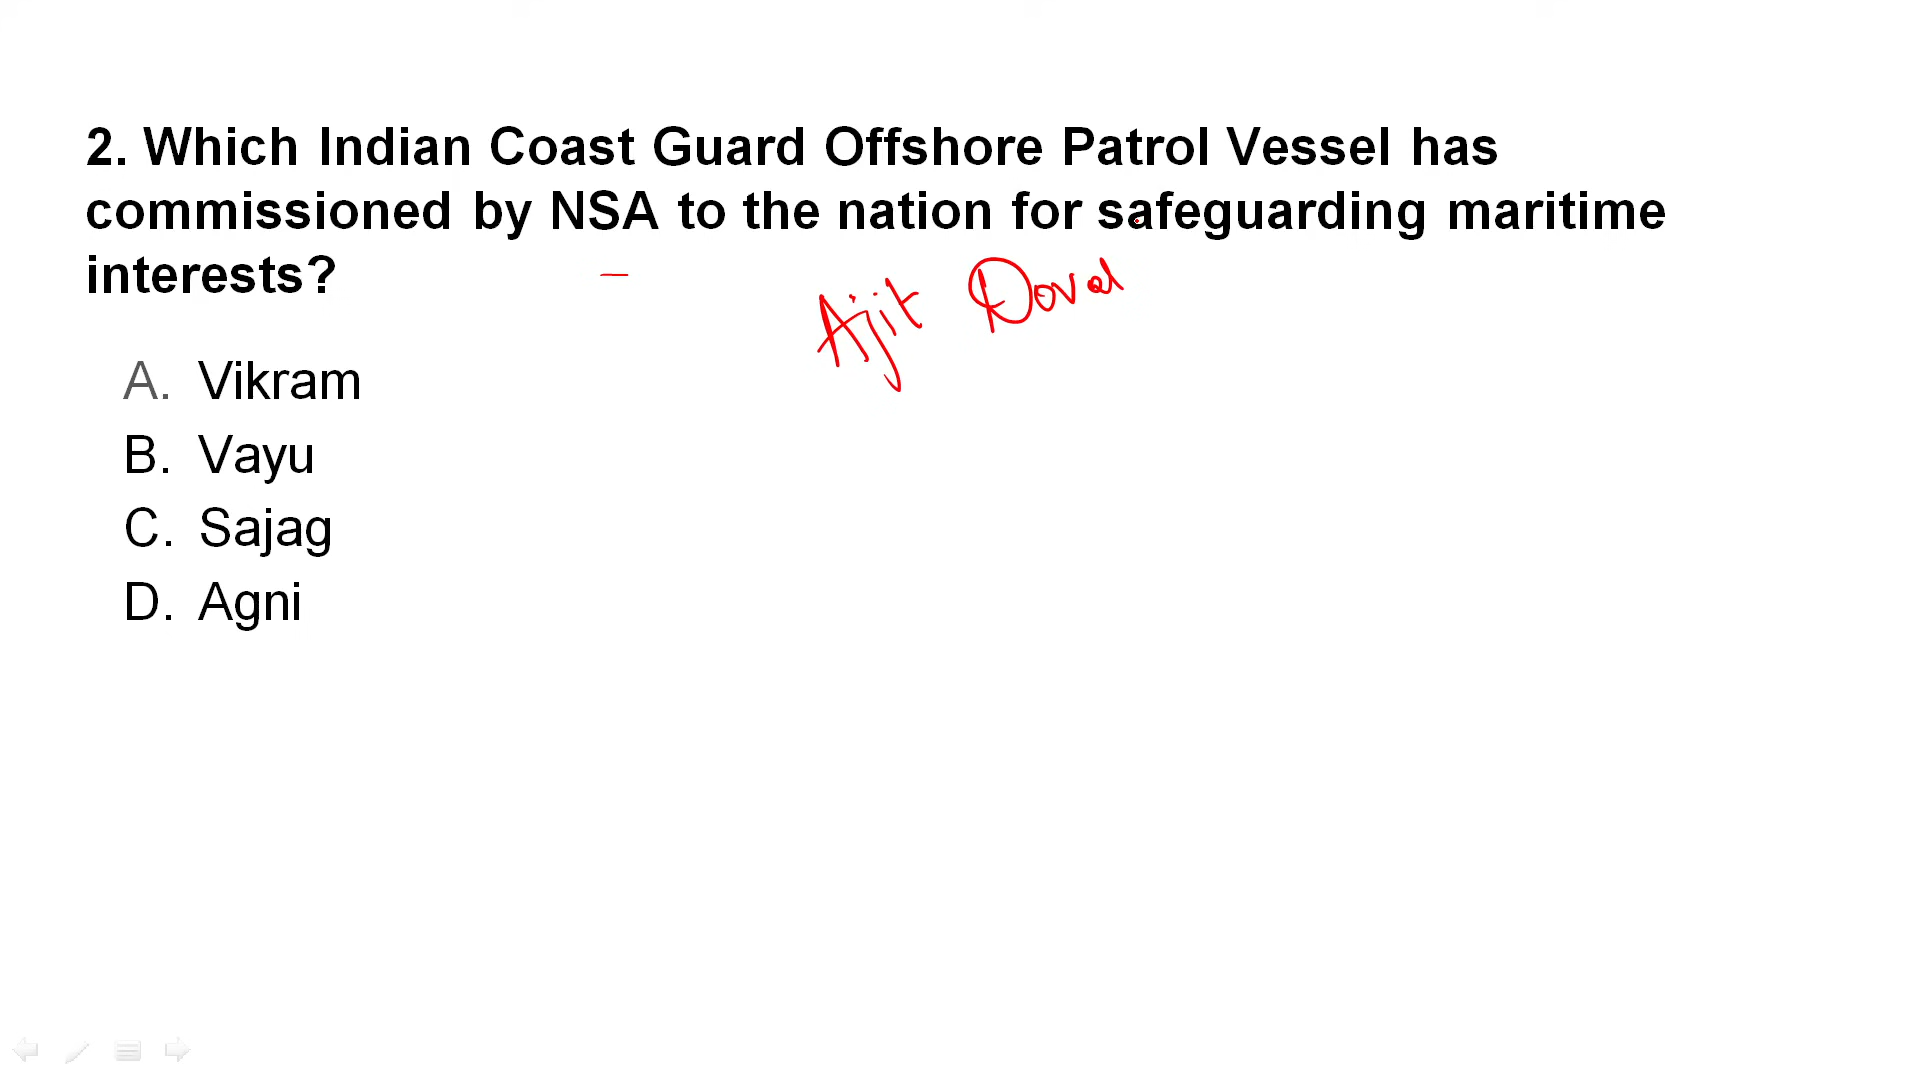 2. Which Indian Coast Guard Offshore Patrol Vessel has
commissioned by NSA to the nation for safeguarding maritime
interests?
Ajit Doval
A. Vikram
B. Vayu
C. Sajag
D. Agni